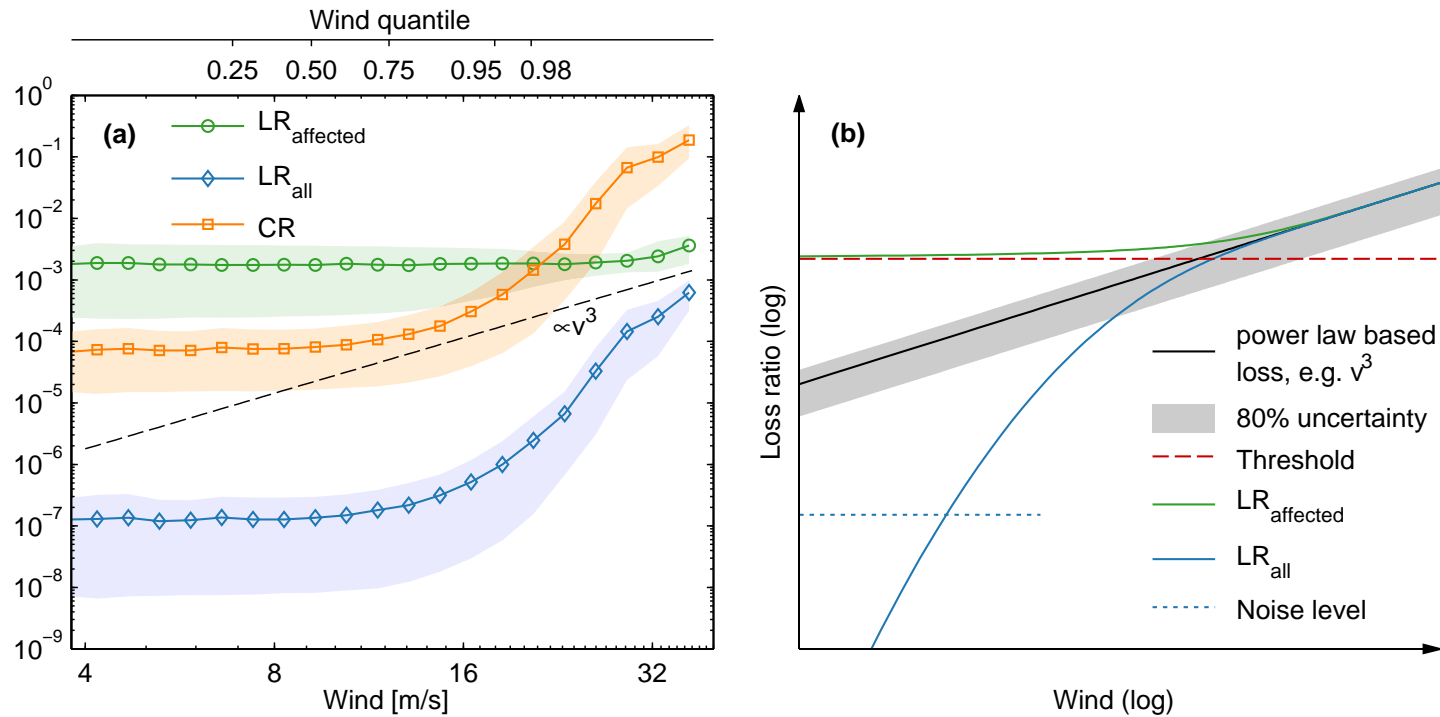 Wind quantile
0.25 0.50 0.75 0.95 0.98
10^0
10^−1
10^−2
10^−3
10^−4
10^−5
10^−6
10^−7
10^−8
10^−9
(a)
LR_affected
LR_all
CR
∝v^3
4 8 16 32
Wind [m/s]
(b)
Loss ratio (log)
power law based
loss, e.g. v^3
80% uncertainty
Threshold
LR_affected
LR_all
Noise level
Wind (log)